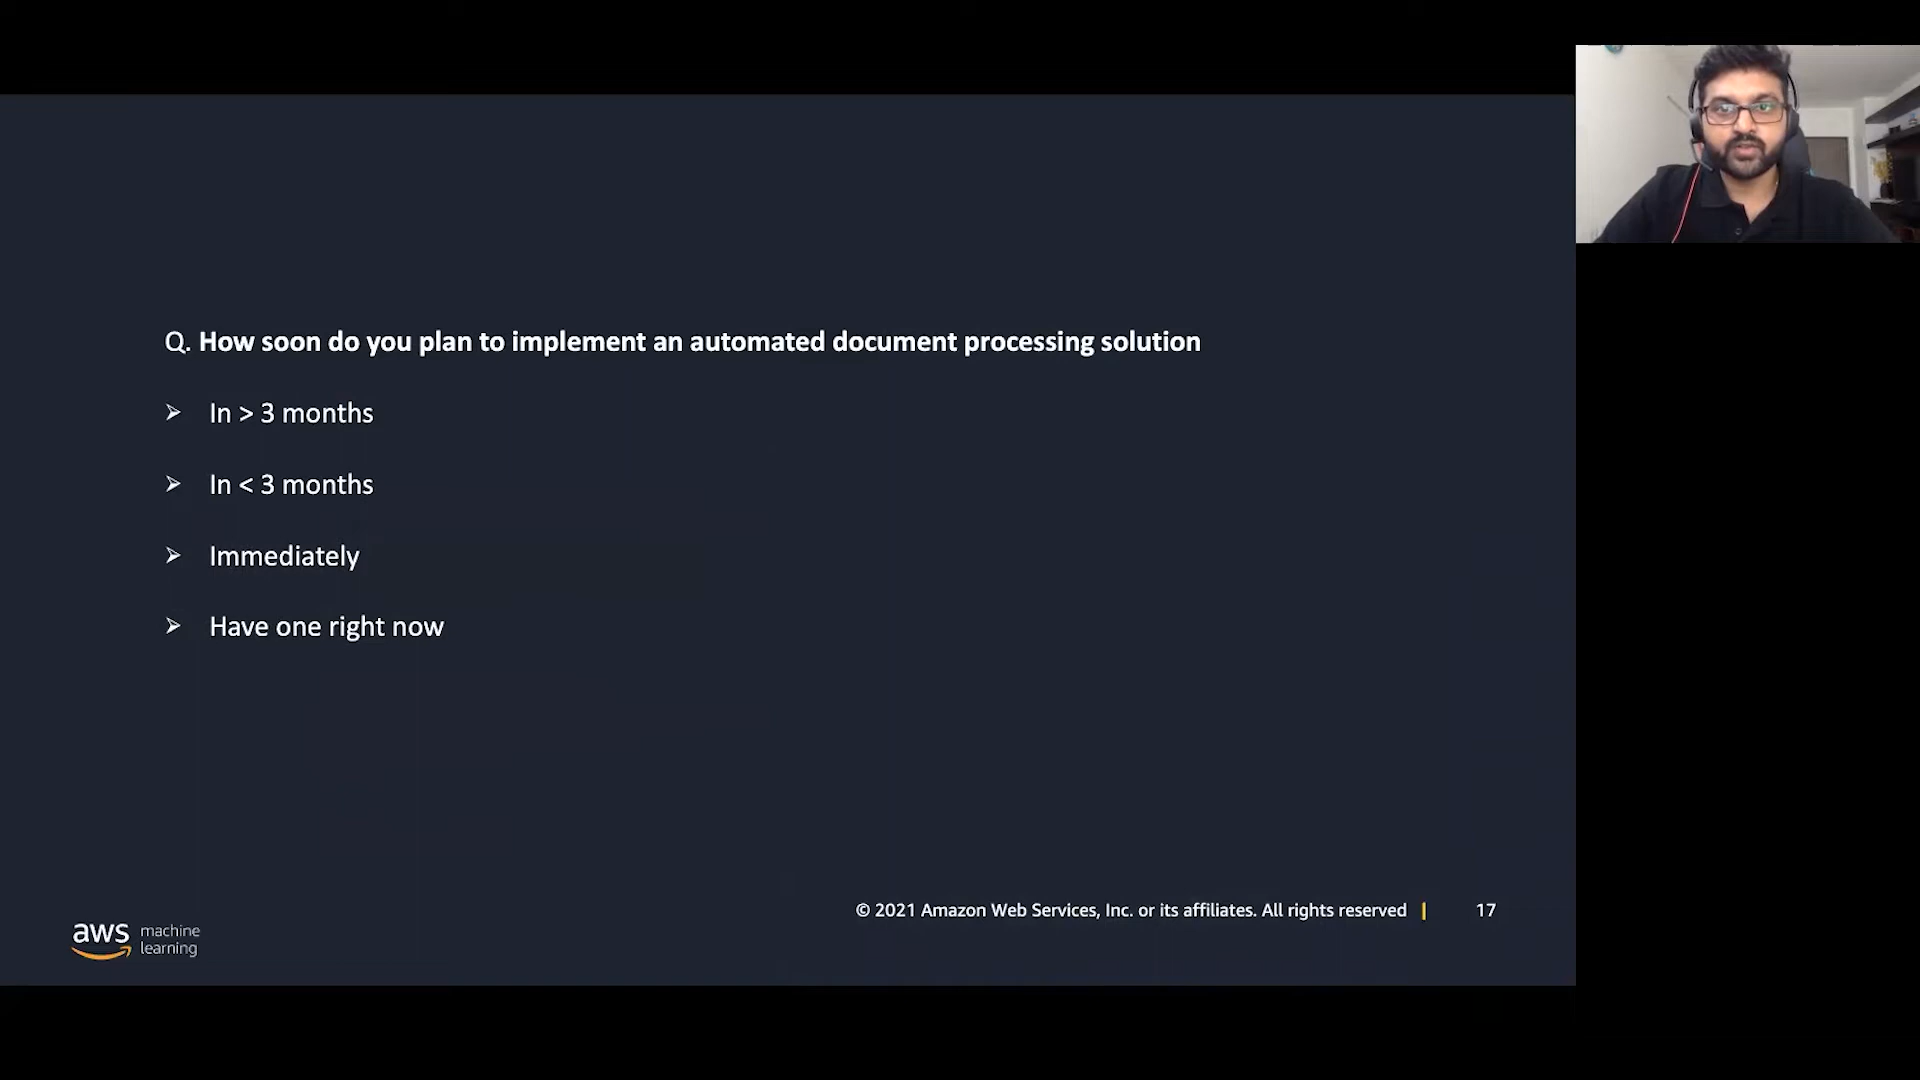 Q. How soon do you plan to implement an automated document processing solution
➢ In > 3 months
➢ In < 3 months
➢ Immediately
➢ Have one right now
© 2021 Amazon Web Services, Inc. or its affiliates. All rights reserved | 17
aws machine learning